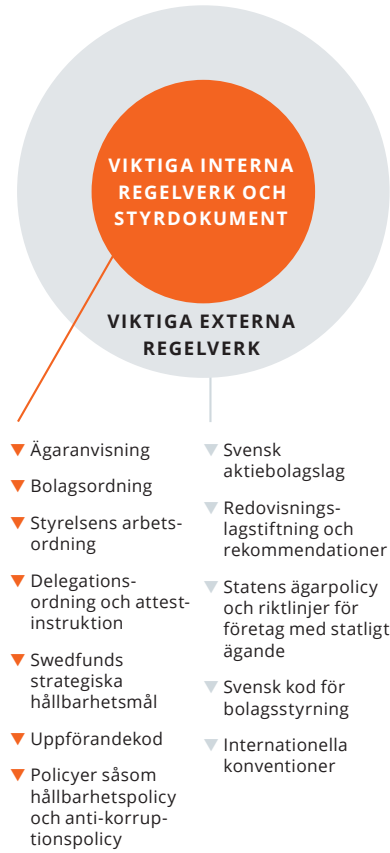 VIKTIGA INTERNA
REGELVERK OCH
STYRDOKUMENT
VIKTIGA EXTERNA
REGELVERK
Ägaranvisning
Bolagsordning
Styrelsens arbets-
ordning
Delegations-
ordning och attest-
instruktion
Swedfunds
strategiska
hållbarhetsmål
Uppförandekod
Policyer såsom
hållbarhetspolicy
och anti-korrup-
tionspolicy
Svensk
aktiebolagslag
Redovisnings-
lagstiftning och
rekommendationer
Statens ägarpolicy
och riktlinjer för
företag med statligt
ägande
Svensk kod för
bolagsstyrning
Internationella
konventioner